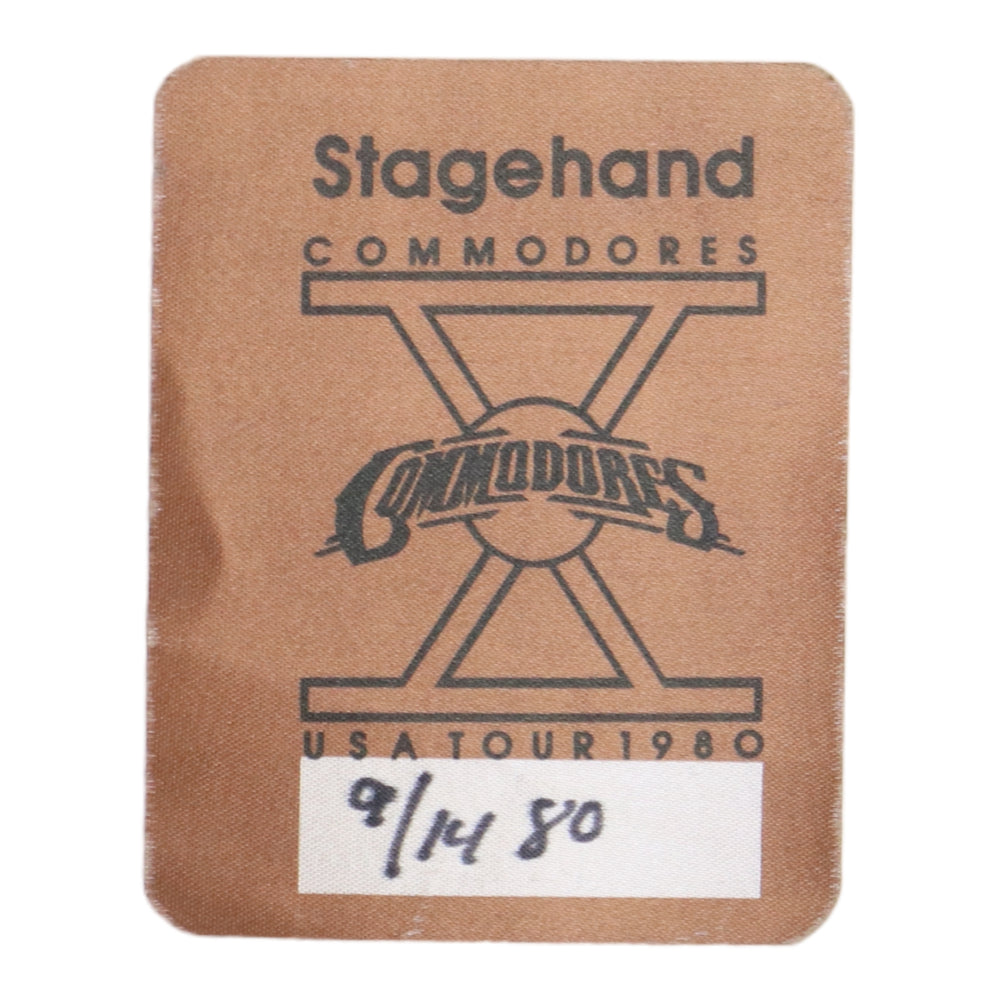 Stagehand
COMMODORES
COMMODORES
USA TOUR 1980
9/14 80